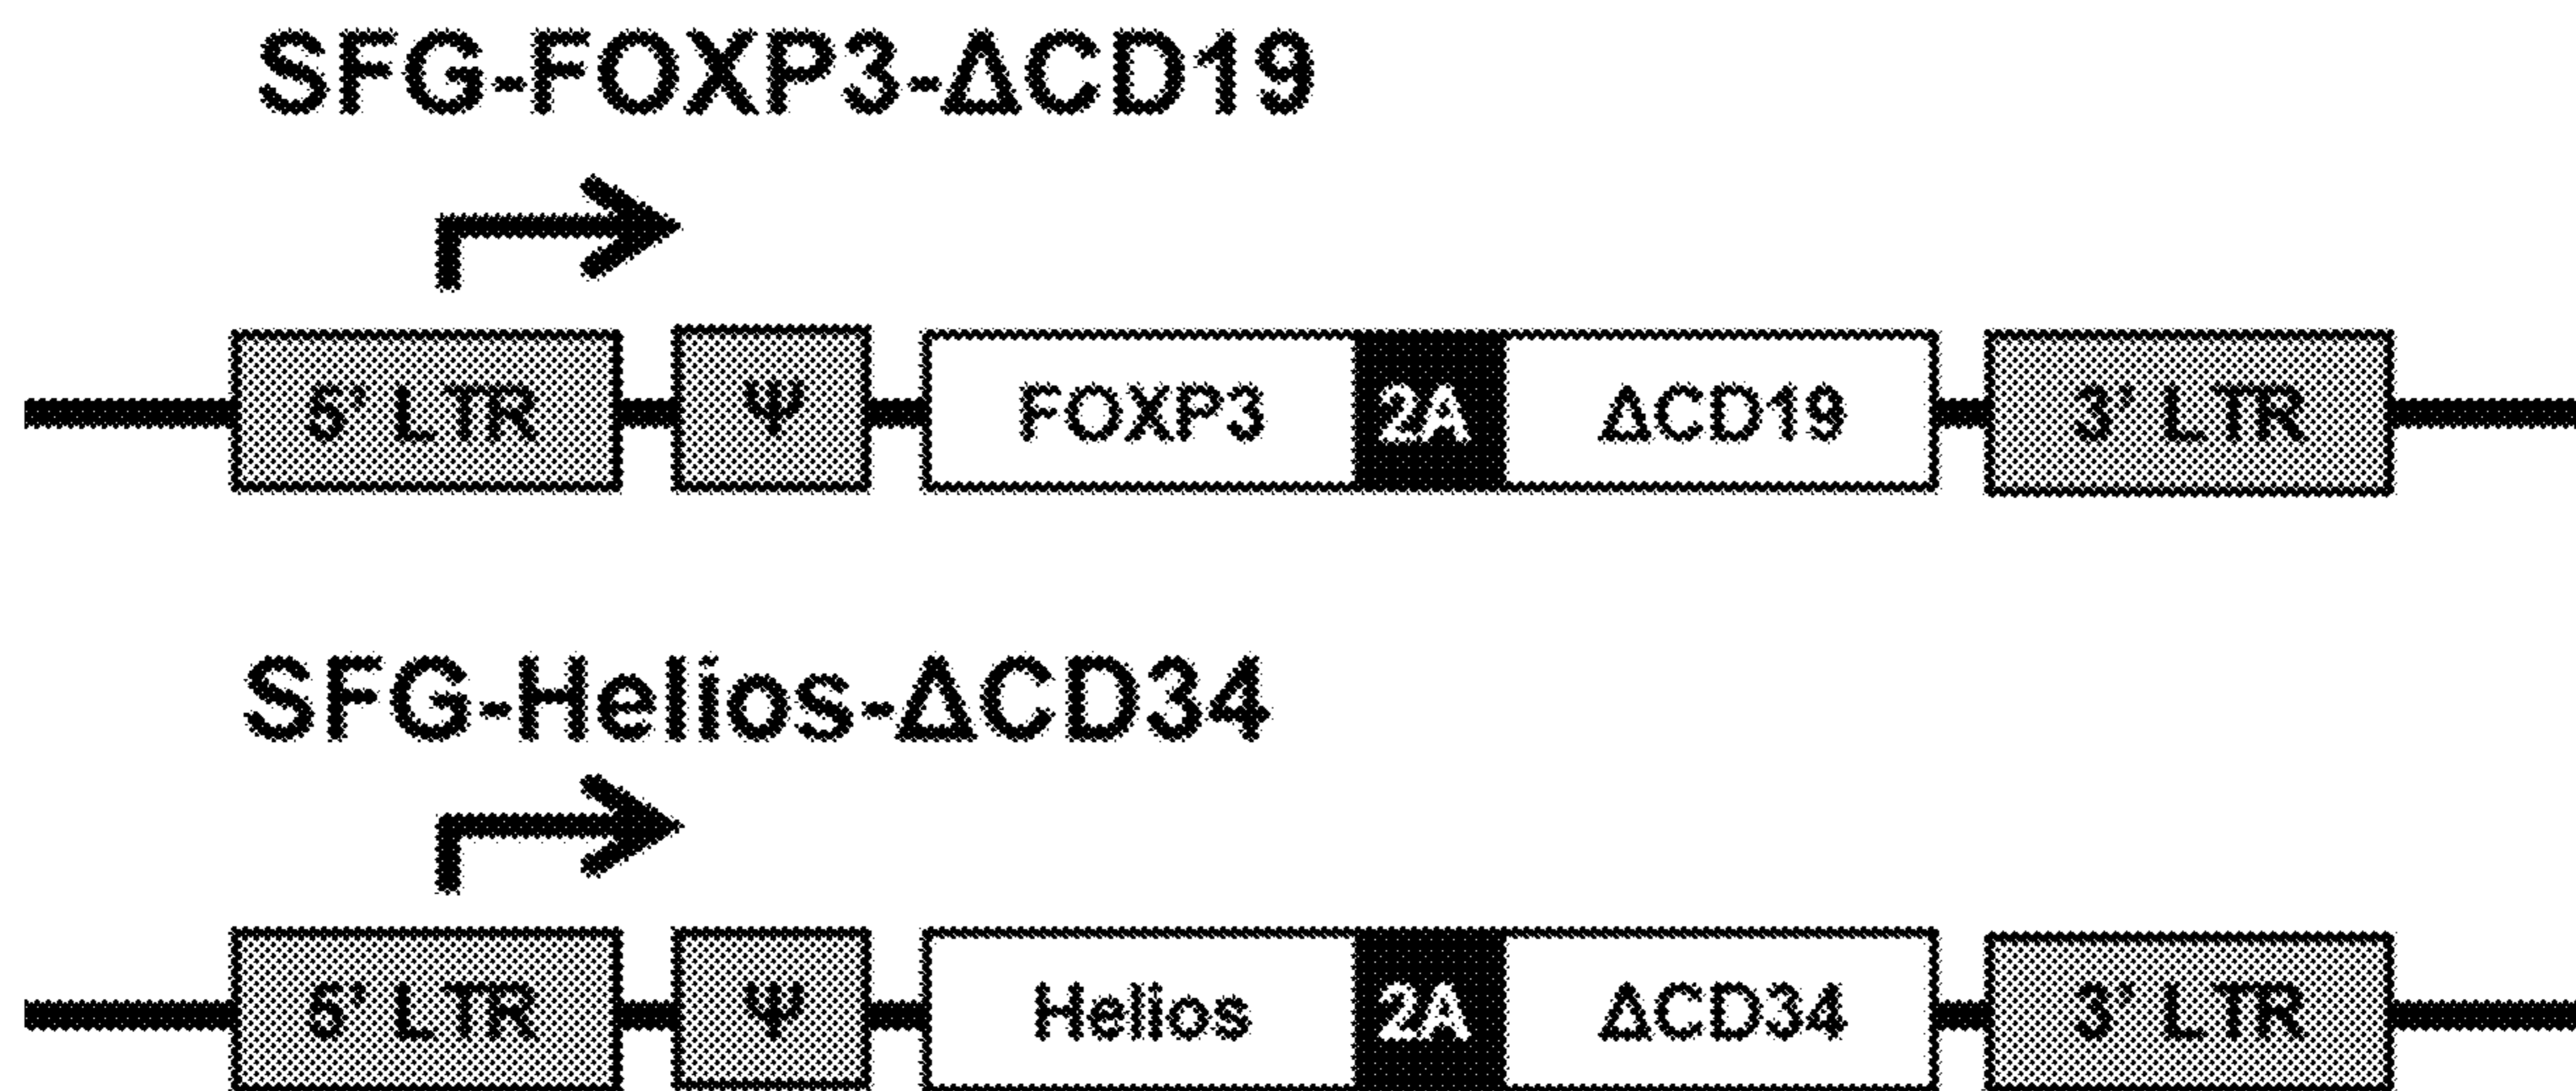 SFG-FOXP3-ΔCD19
5' LTR Ψ FOXP3 2A ΔCD19 3' LTR
SFG-Helios-ΔCD34
5' LTR Ψ Helios 2A ΔCD34 3' LTR